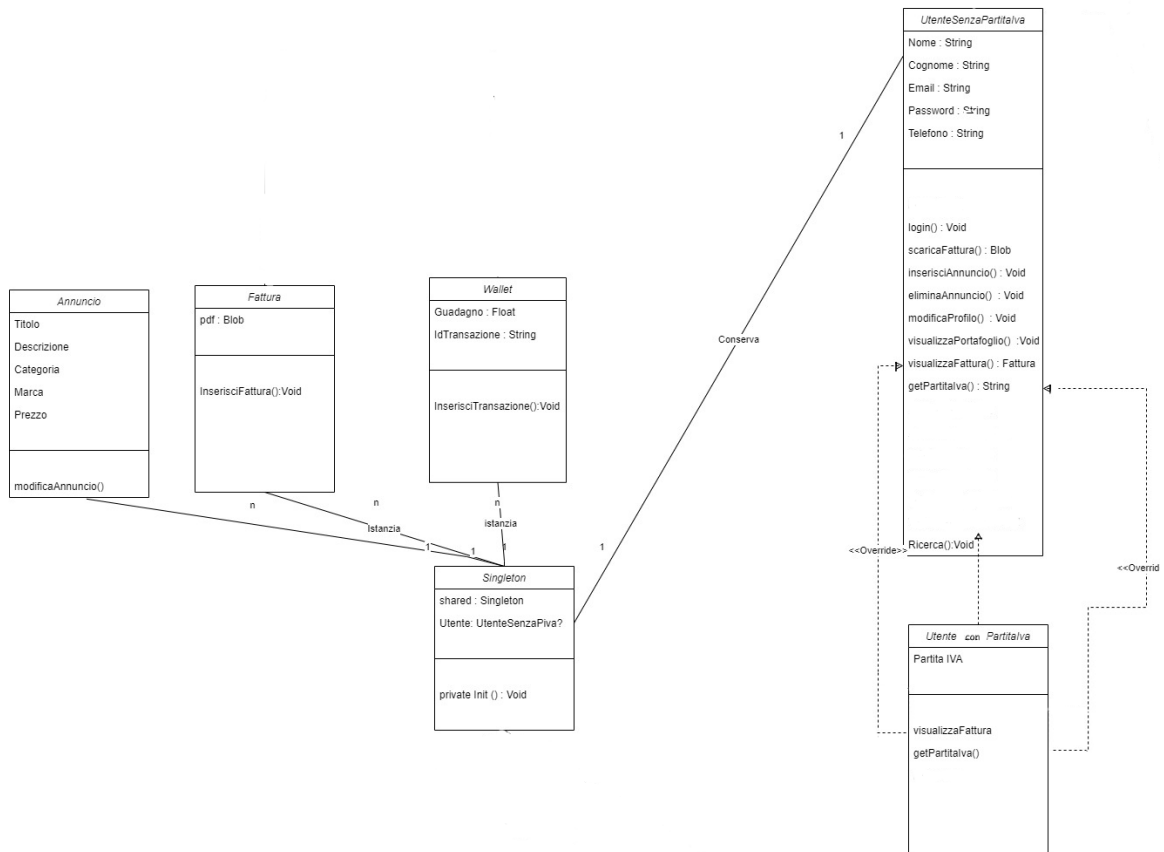 UtenteSenzaPartitaIva
Nome : String
Cognome : String
Email : String
Password : String
Telefono : String
login() : Void
scaricaFattura() : Blob
inserisciAnnuncio() : Void
eliminaAnnuncio() : Void
modificaProfilo() : Void
visualizzaPortafoglio() :Void
visualizzaFattura() : Fattura
getPartitaIva() : String
Ricerca():Void
1
Conserva
1
Annuncio
Titolo
Descrizione
Categoria
Marca
Prezzo
modificaAnnuncio()
Fattura
pdf : Blob
InserisciFattura():Void
Wallet
Guadagno : Float
IdTransazione : String
InserisciTransazione():Void
n
n
n
Istanzia
istanzia
1
1
1
Singleton
shared : Singleton
Utente: UtenteSenzaPiva?
private Init () : Void
<<Override>>
<<Overrid
Utente con PartitaIva
Partita IVA
visualizzaFattura
getPartitaIva()